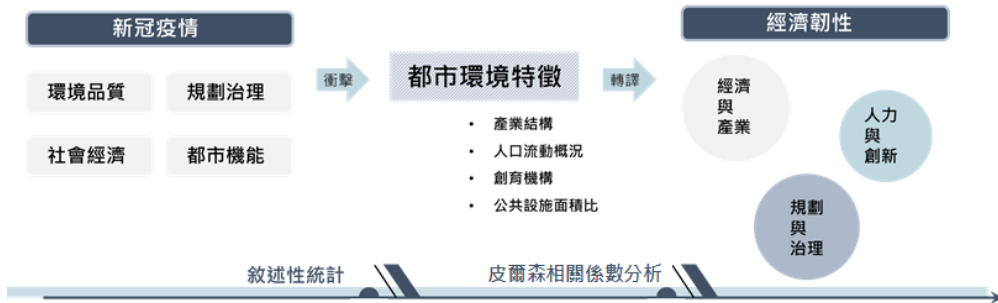 新冠疫情
環境品質
規劃治理
社會經濟
都市機能
衝擊
都市環境特徵
• 產業結構
• 人口流動概況
• 創育機構
• 公共設施面積比
轉譯
經濟韌性
經濟
與
產業
人力
與
創新
規劃
與
治理
敘述性統計
皮爾森相關係數分析